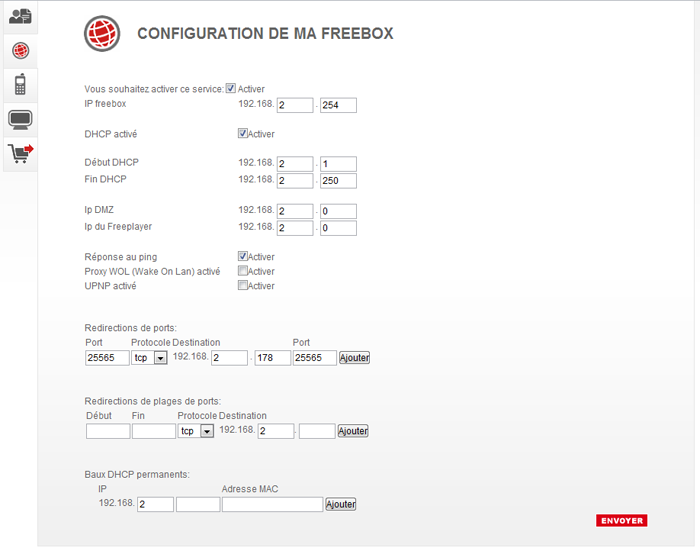 CONFIGURATION DE MA FREEBOX
Vous souhaitez activer ce service: Activer
IP freebox 192.168. 2 . 254
DHCP activé Activer
Début DHCP 192.168. 2 . 1
Fin DHCP 192.168. 2 . 250
Ip DMZ 192.168. 2 . 0
Ip du Freeplayer 192.168. 2 . 0
Réponse au ping Activer
Proxy WOL (Wake On Lan) activé Activer
UPNP activé Activer
Redirections de ports:
Port Protocole Destination Port
25565 tcp 192.168. 2 . 178 25565 Ajouter
Redirections de plages de ports:
Début Fin Protocole Destination
tcp 192.168. 2 . Ajouter
Baux DHCP permanents:
IP Adresse MAC
192.168. 2 Ajouter
ENVOYER